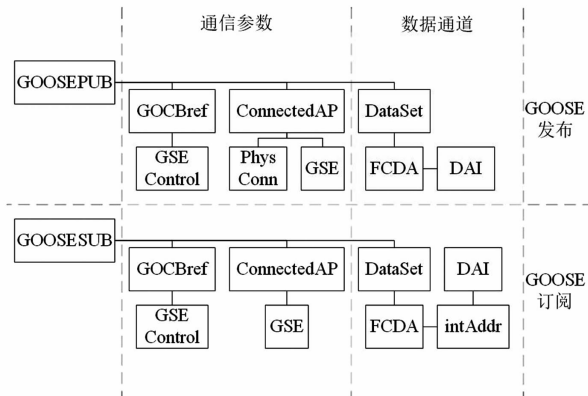 通信参数
数据通道
GOOSEPUB
GOCBref
ConnectedAP
DataSet
GSE
Control
Phys
Conn
GSE
FCDA
DAI
GOOSE
发布
GOOSESUB
GOCBref
ConnectedAP
DataSet
DAI
GSE
Control
GSE
FCDA
intAddr
GOOSE
订阅